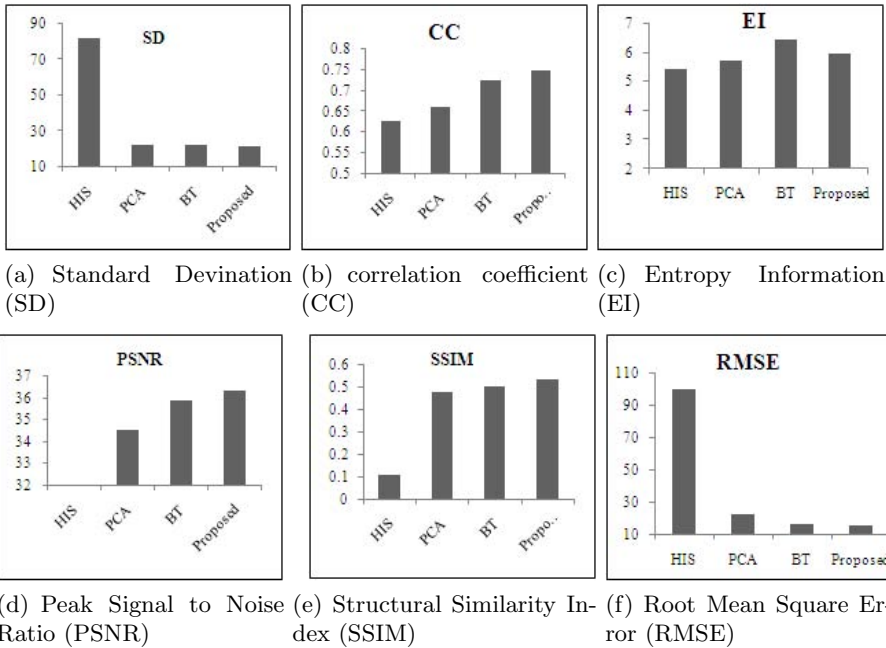 SD
90
70
50
30
10
HIS
PCA
BT
Proposed
(a) Standard Devination (SD)
CC
0.8
0.75
0.7
0.65
0.6
0.55
0.5
HIS
PCA
BT
Propo..
(b) correlation coefficient (CC)
EI
7
6
5
4
3
2
HIS
PCA
BT
Proposed
(c) Entropy Information (EI)
PSNR
37
36
35
34
33
32
HIS
PCA
BT
Proposed
(d) Peak Signal to Noise Ratio (PSNR)
SSIM
0.6
0.5
0.4
0.3
0.2
0.1
0
HIS
PCA
BT
Propo..
(e) Structural Similarity In-
dex (SSIM)
RMSE
110
90
70
50
30
10
HIS
PCA
BT
Proposed
(f) Root Mean Square Er-
ror (RMSE)